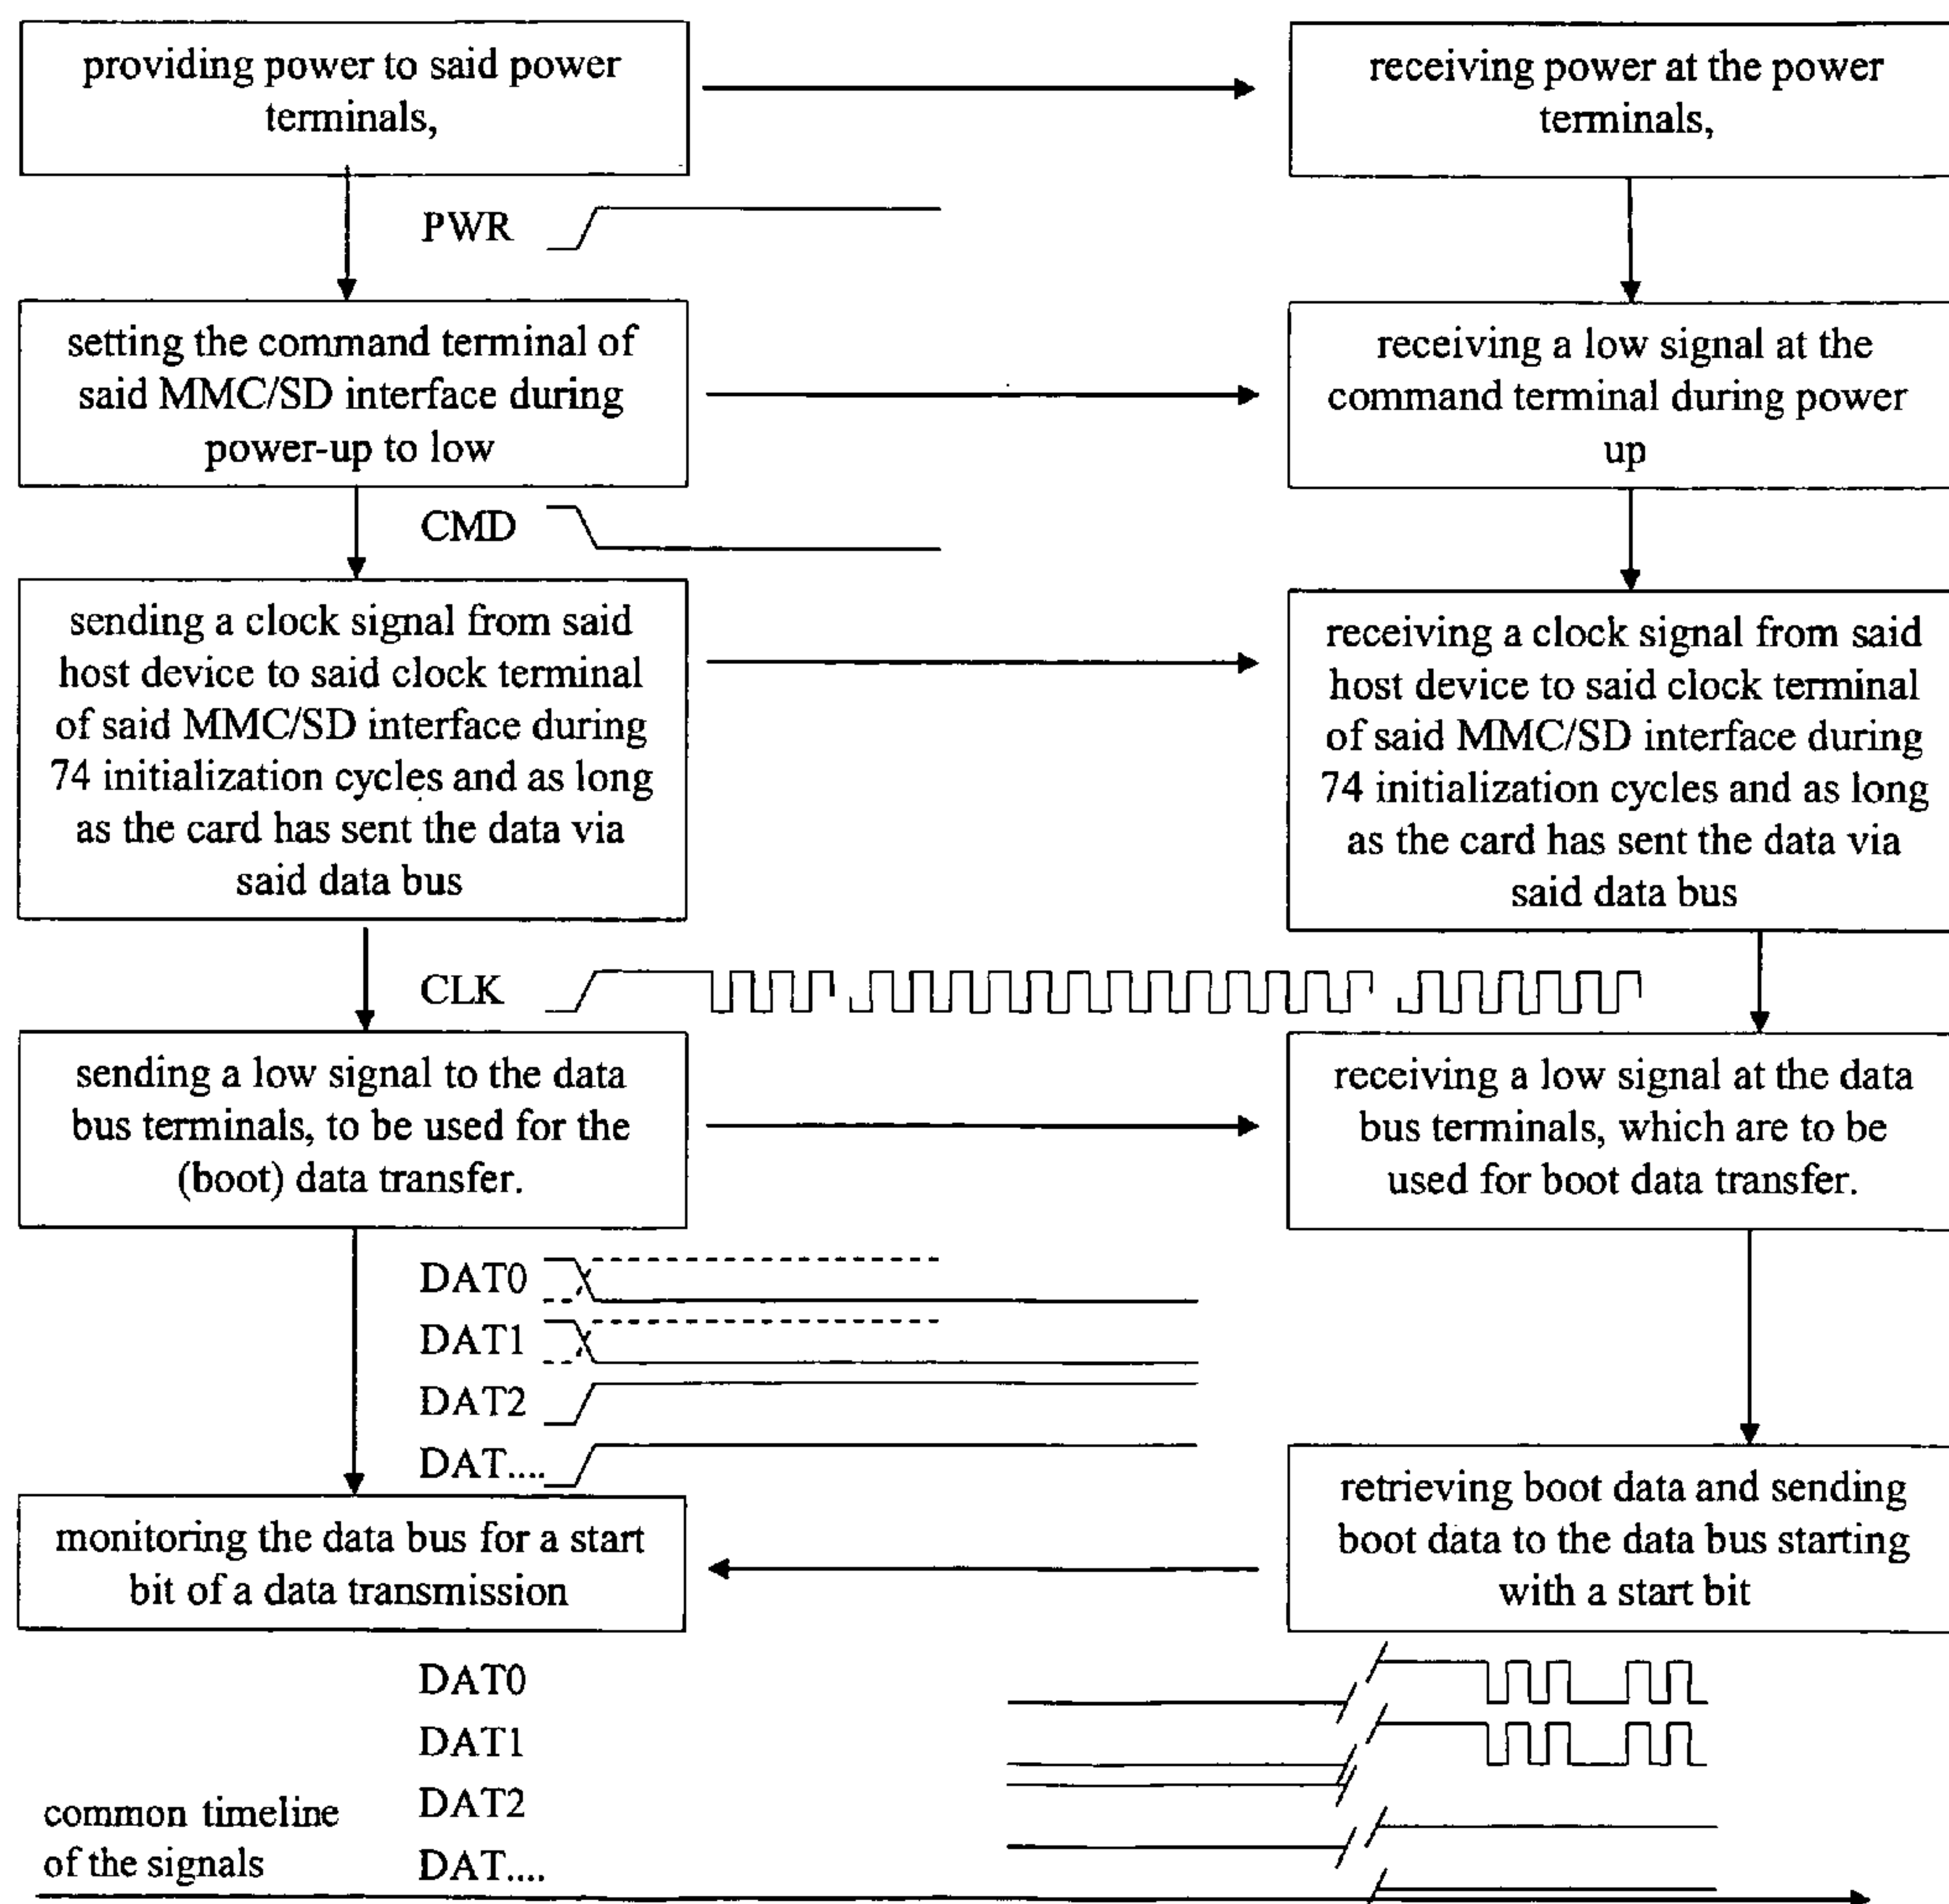 providing power to said power
terminals,
receiving power at the power
terminals,
PWR
setting the command terminal of
said MMC/SD interface during
power-up to low
receiving a low signal at the
command terminal during power
up
CMD
sending a clock signal from said
host device to said clock terminal
of said MMC/SD interface during
74 initialization cycles and as long
as the card has sent the data via
said data bus
receiving a clock signal from said
host device to said clock terminal
of said MMC/SD interface during
74 initialization cycles and as long
as the card has sent the data via
said data bus
CLK
sending a low signal to the data
bus terminals, to be used for the
(boot) data transfer.
receiving a low signal at the data
bus terminals, which are to be
used for boot data transfer.
DAT0
DAT1
DAT2
DAT....
monitoring the data bus for a start
bit of a data transmission
retrieving boot data and sending
boot data to the data bus starting
with a start bit
DAT0
DAT1
DAT2
DAT....
common timeline
of the signals